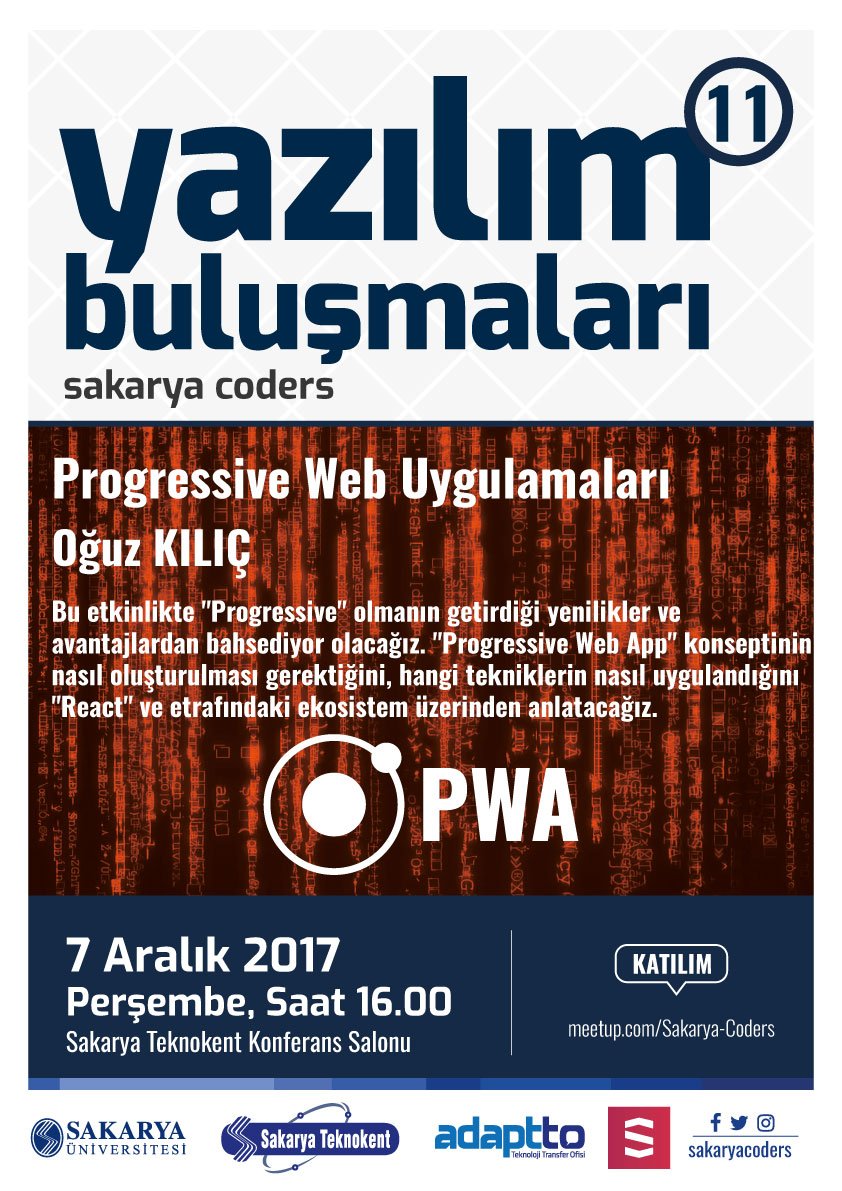 yazılım
11
buluşmaları
sakarya coders
Progressive Web Uygulamaları
Oğuz KILIÇ
Bu etkinlikte "Progressive" olmanın getirdiği yenilikler ve
avantajlardan bahsediyor olacağız. "Progressive Web App" konseptinin
nasıl oluşturulması gerektiğini, hangi tekniklerin nasıl uygulandığını
"React" ve etrafındaki ekosistem üzerinden anlatacağız.
PWA
7 Aralık 2017
Perşembe, Saat 16.00
Sakarya Teknokent Konferans Salonu
KATILIM
meetup.com/Sakarya-Coders
SAKARYA
ÜNİVERSİTESİ
Sakarya Teknokent
adaptto
Teknoloji Transfer Ofisi
S
sakaryacoders